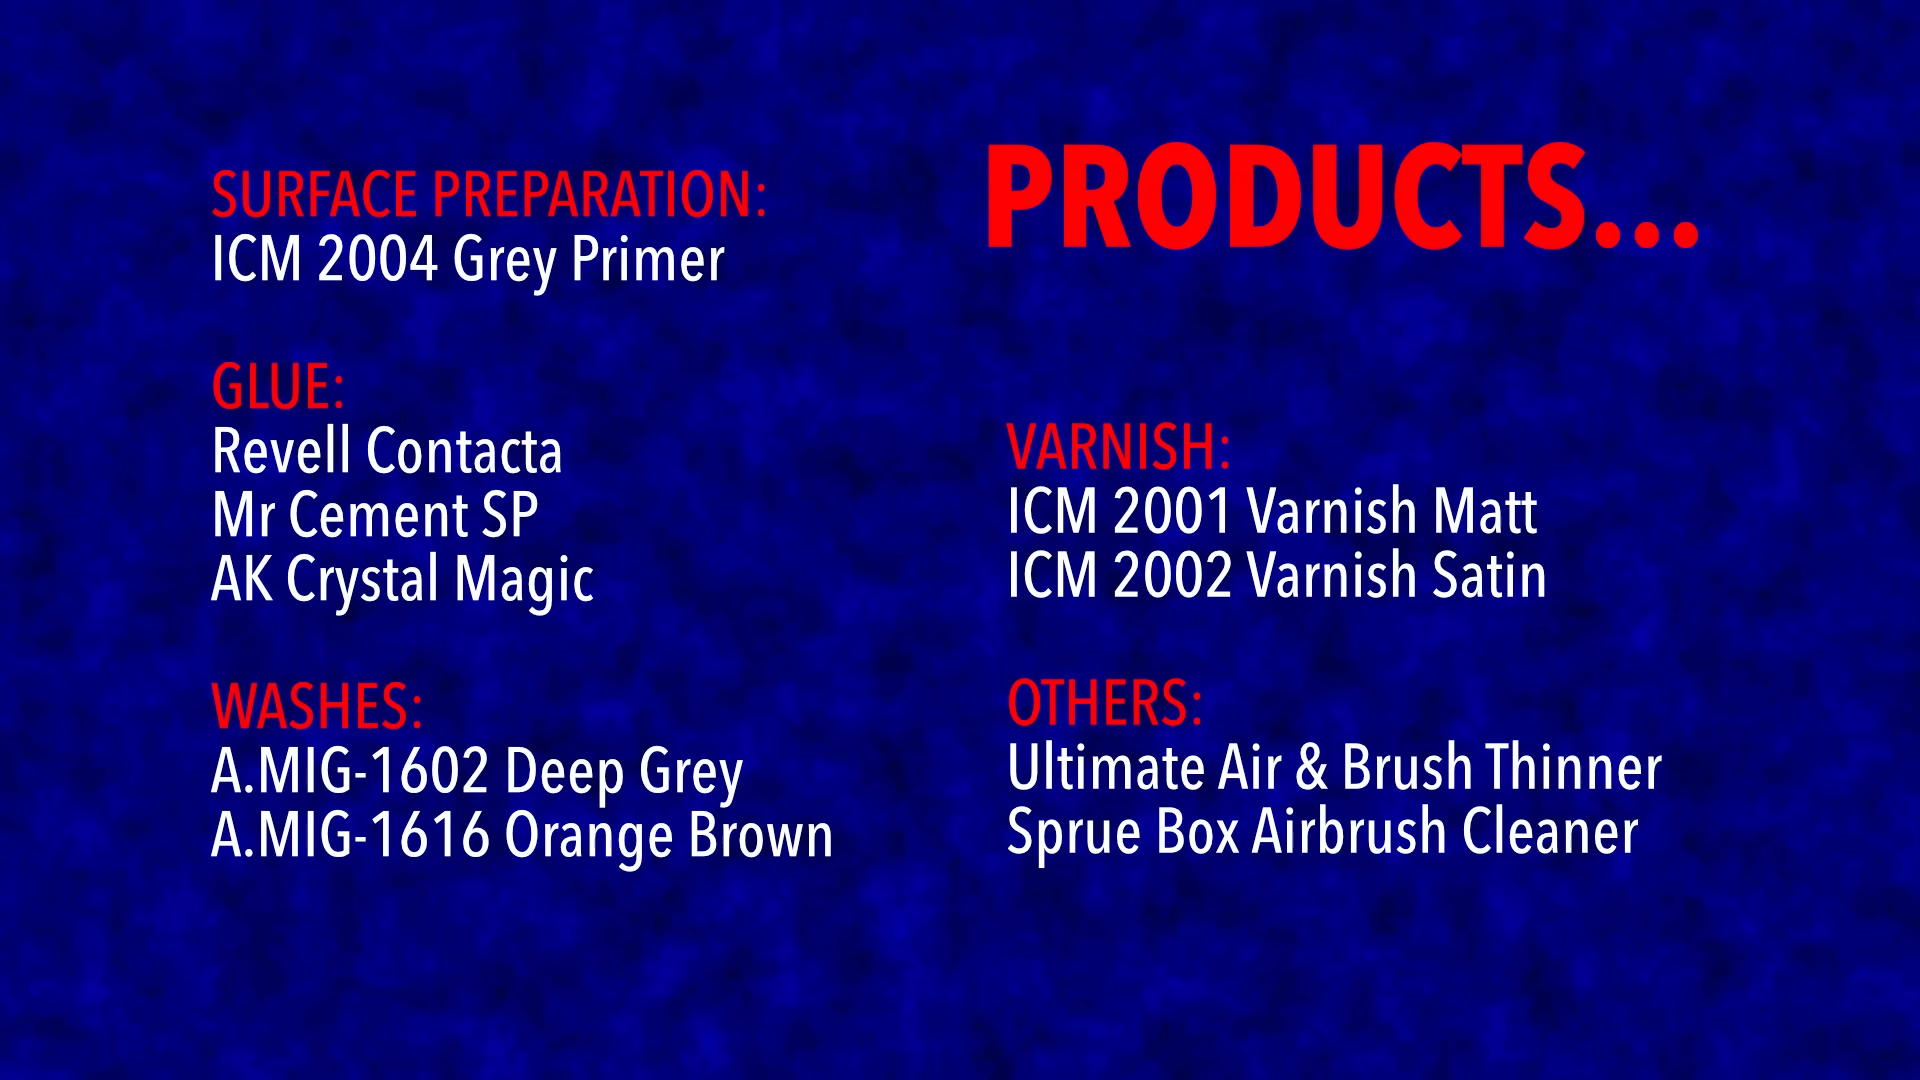 PRODUCTS...
SURFACE PREPARATION:
ICM 2004 Grey Primer
GLUE:
Revell Contacta
Mr Cement SP
AK Crystal Magic
WASHES:
A.MIG-1602 Deep Grey
A.MIG-1616 Orange Brown
VARNISH:
ICM 2001 Varnish Matt
ICM 2002 Varnish Satin
OTHERS:
Ultimate Air & Brush Thinner
Sprue Box Airbrush Cleaner